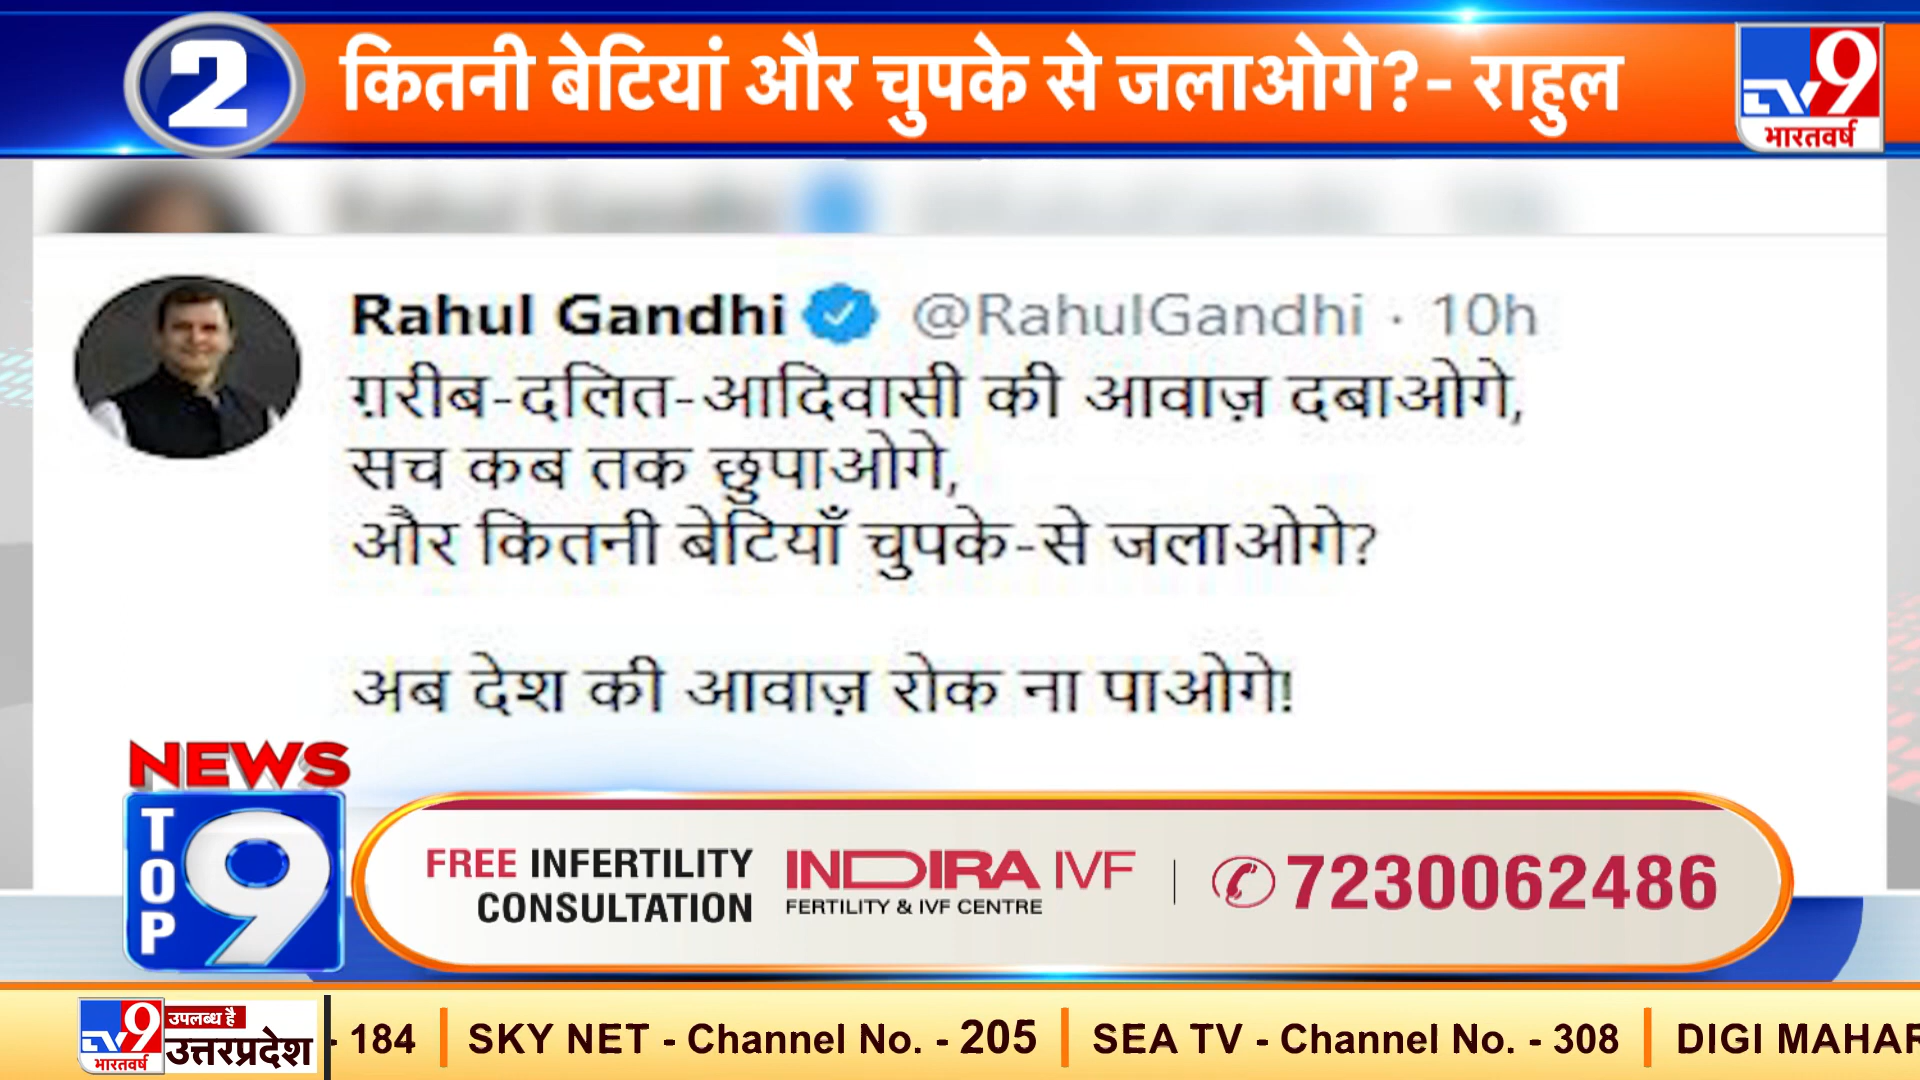 2
कितनी बेटियां और चुपके से जलाओगे?- राहुल
TV9
भारतवर्ष
Rahul Gandhi @RahulGandhi · 10h
ग़रीब-दलित-आदिवासी की आवाज़ दबाओगे,
सच कब तक छुपाओगे,
और कितनी बेटियाँ चुपके-से जलाओगे?
अब देश की आवाज़ रोक ना पाओगे!
NEWS
TOP
9
FREE INFERTILITY
CONSULTATION
INDIRA IVF
FERTILITY & IVF CENTRE
7230062486
TV9
भारतवर्ष
उपलब्ध है
उत्तरप्रदेश
- 184 | SKY NET - Channel No. - 205 | SEA TV - Channel No. - 308 | DIGI MAHAR